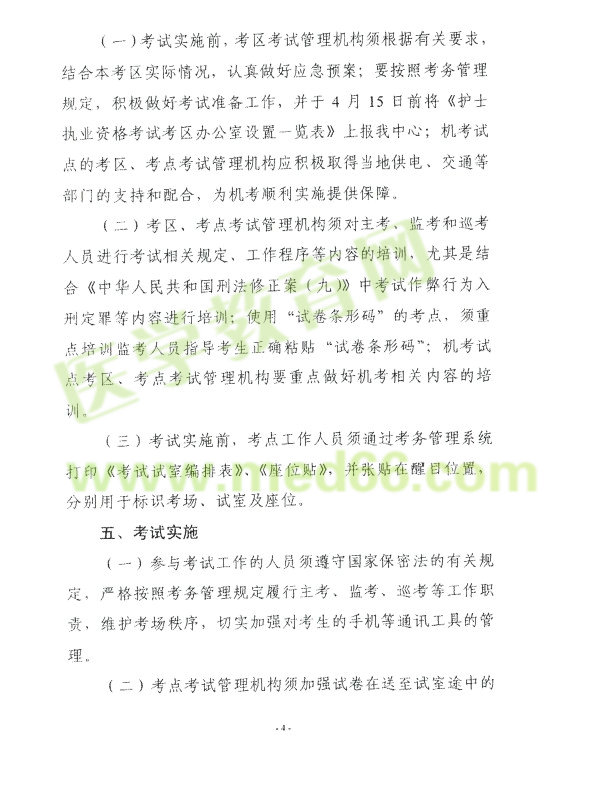 （一）考试实施前，考区考试管理机构须根据有关要求，
结合本考区实际情况，认真做好应急预案；要按照考务管理
规定，积极做好考试准备工作，并于 4 月 15 日前将《护士
执业资格考试考区办公室设置一览表》上报我中心；机考试
点的考区、考点考试管理机构应积极取得当地供电、交通等
部门的支持和配合，为机考顺利实施提供保障。
（二）考区、考点考试管理机构须对主考、监考和巡考
人员进行考试相关规定，工作程序等内容的培训，尤其是结
合《中华人民共和国刑法修正案（九）》中考试作弊行为入
刑定罪等内容进行培训；使用“试卷条形码”的考点，须重
点培训监考人员指导考生正确粘贴“试卷条形码”；机考试
点考区、考点考试管理机构要重点做好机考相关内容的培
训。
（三）考试实施前，考点工作人员须通过考务管理系统
打印《考试试室编排表》、《座位贴》，并张贴在醒目位置，
分别用于标识考场、试室及座位。
五、考试实施
（一）参与考试工作的人员须遵守国家保密法的有关规
定，严格按照考务管理规定履行主考、监考、巡考等工作职
责，维护考场秩序，切实加强对考生的手机等通讯工具的管
理。
（二）考点考试管理机构须加强试卷在送至试室途中的
- 4 -
医学教育网
www.med66.com